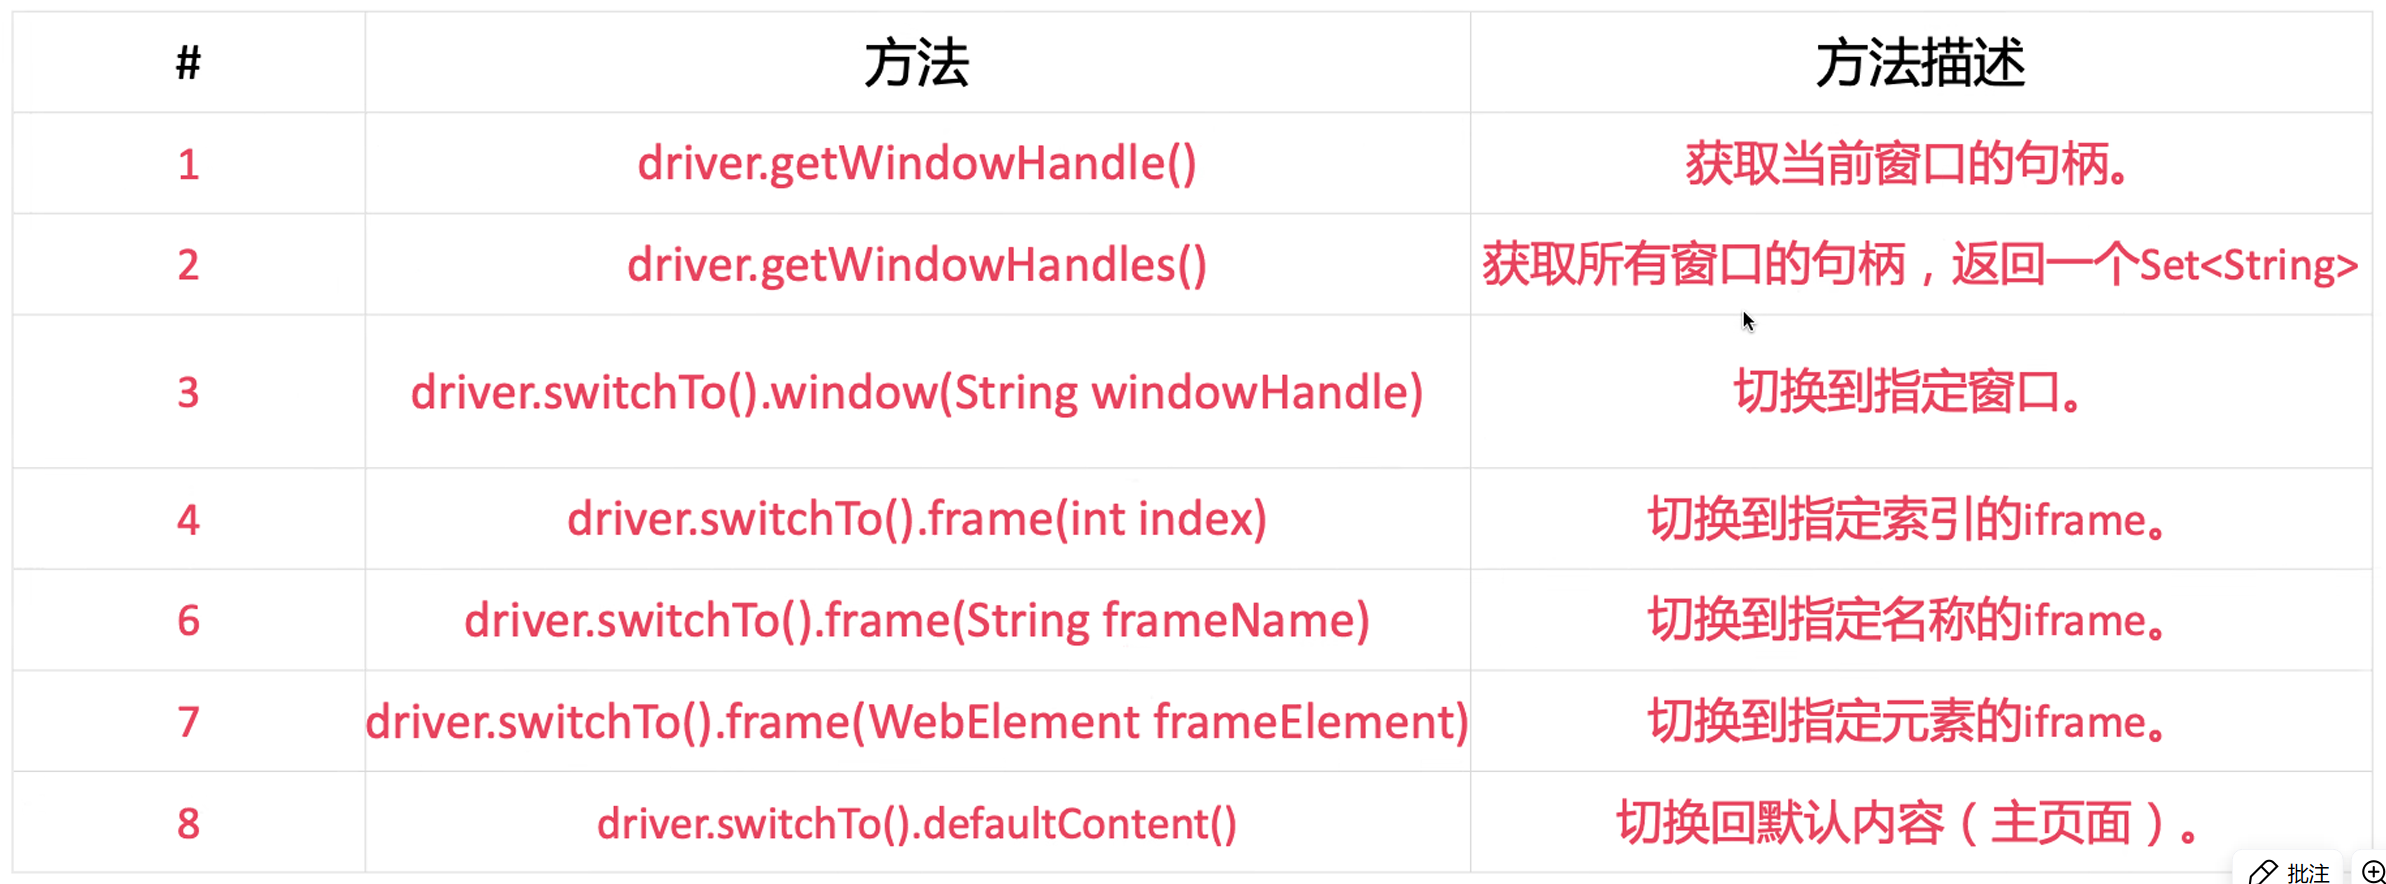 # 方法 方法描述
1 driver.getWindowHandle() 获取当前窗口的句柄。
2 driver.getWindowHandles() 获取所有窗口的句柄，返回一个Set<String>
3 driver.switchTo().window(String windowHandle) 切换到指定窗口。
4 driver.switchTo().frame(int index) 切换到指定索引的iframe。
6 driver.switchTo().frame(String frameName) 切换到指定名称的iframe。
7 driver.switchTo().frame(WebElement frameElement) 切换到指定元素的iframe。
8 driver.switchTo().defaultContent() 切换回默认内容（主页面）。
批注